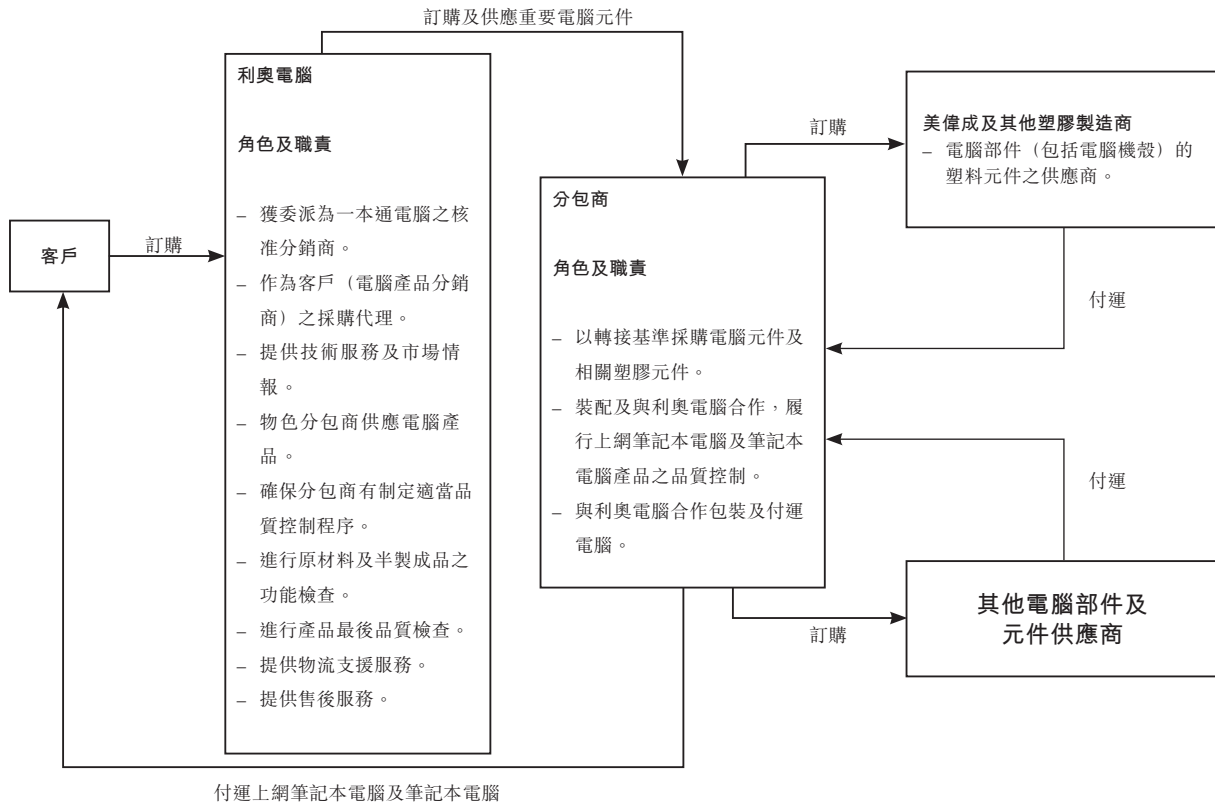 訂購及供應重要電腦元件
利奧電腦
角色及職責
– 獲委派為一本通電腦之核
准分銷商。
– 作為客戶（電腦產品分銷
商）之採購代理。
– 提供技術服務及市場情
報。
– 物色分包商供應電腦產
品。
– 確保分包商有制定適當品
質控制程序。
– 進行原材料及半製成品之
功能檢查。
– 進行產品最後品質檢查。
– 提供物流支援服務。
– 提供售後服務。
客戶
訂購
分包商
角色及職責
– 以轉接基準採購電腦元件及
相關塑膠元件。
– 裝配及與利奧電腦合作，履
行上網筆記本電腦及筆記本
電腦產品之品質控制。
– 與利奧電腦合作包裝及付運
電腦。
訂購
美偉成及其他塑膠製造商
– 電腦部件（包括電腦機殼）的
塑料元件之供應商。
付運
付運
訂購
其他電腦部件及
元件供應商
付運上網筆記本電腦及筆記本電腦